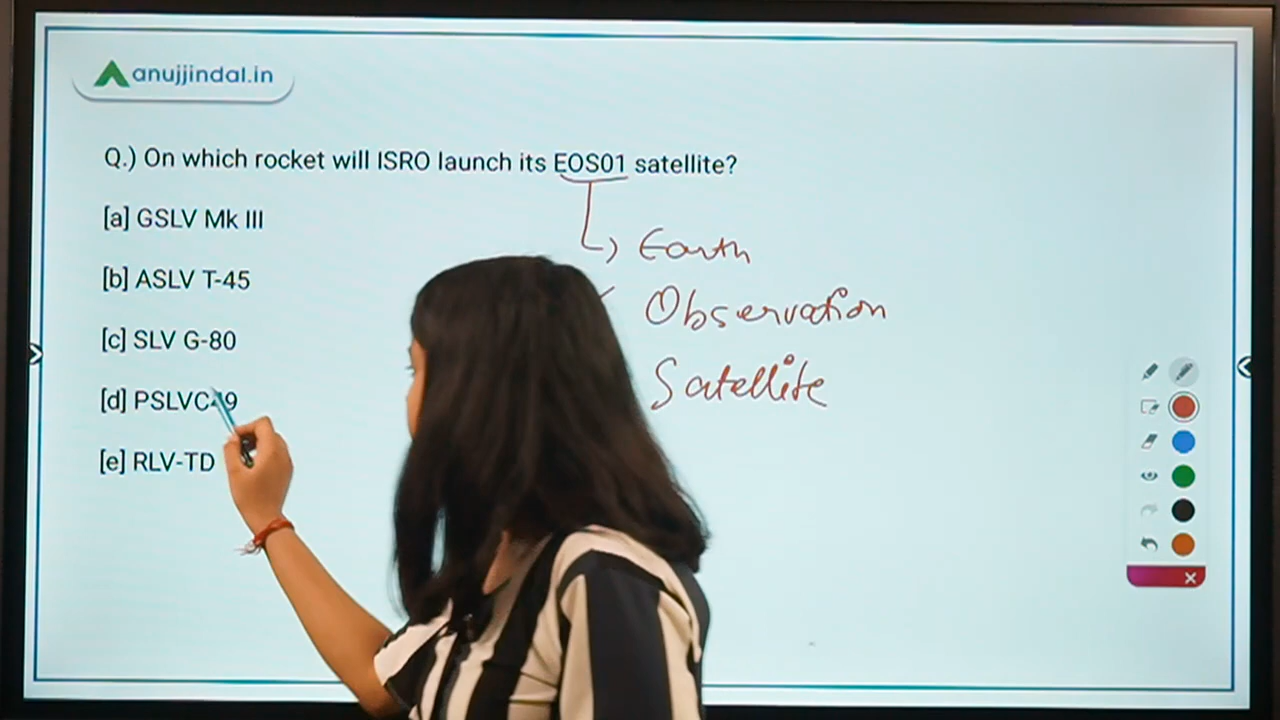 anujjindal.in
Q.) On which rocket will ISRO launch its EOS01 satellite?
[a] GSLV Mk III
[b] ASLV T-45
[c] SLV G-80
[d] PSLVC49
[e] RLV-TD
Earth
Observation
Satellite